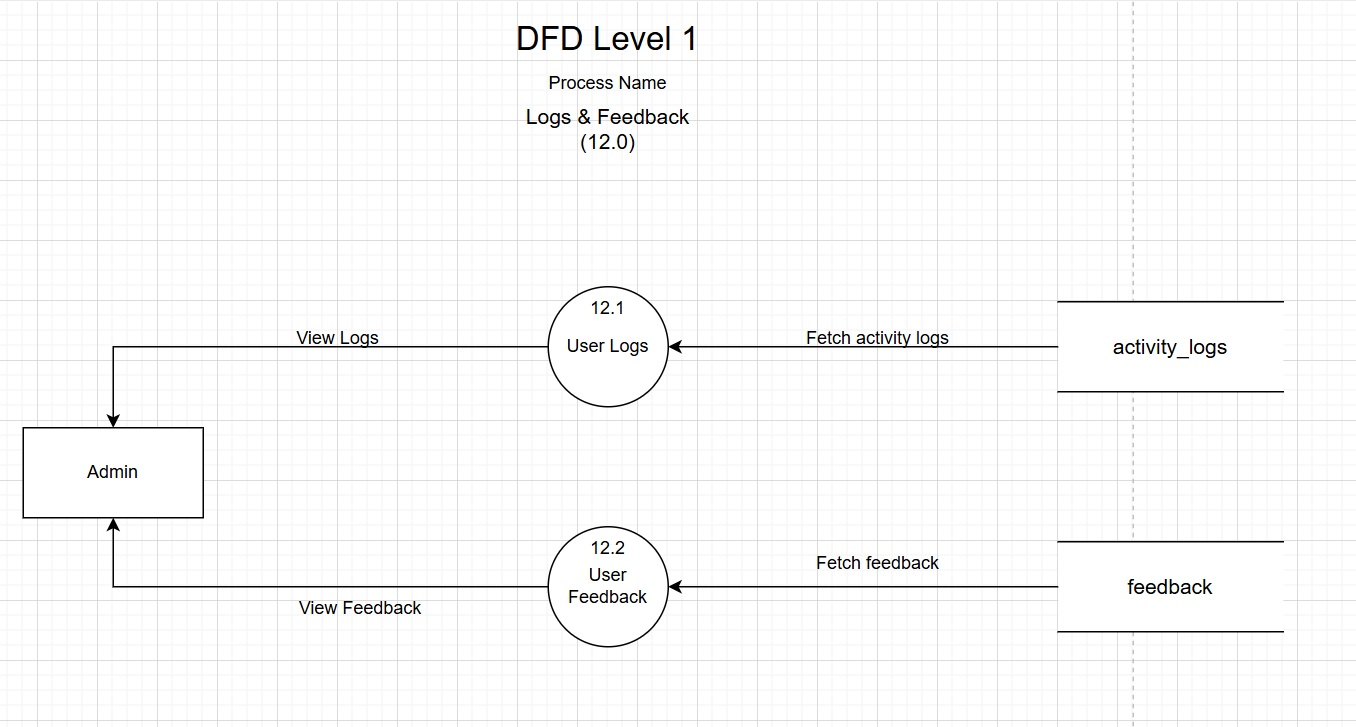 DFD Level 1
Process Name
Logs & Feedback
(12.0)
12.1
View Logs
User Logs
Fetch activity logs
activity_logs
Admin
12.2
User
Feedback
Fetch feedback
feedback
View Feedback